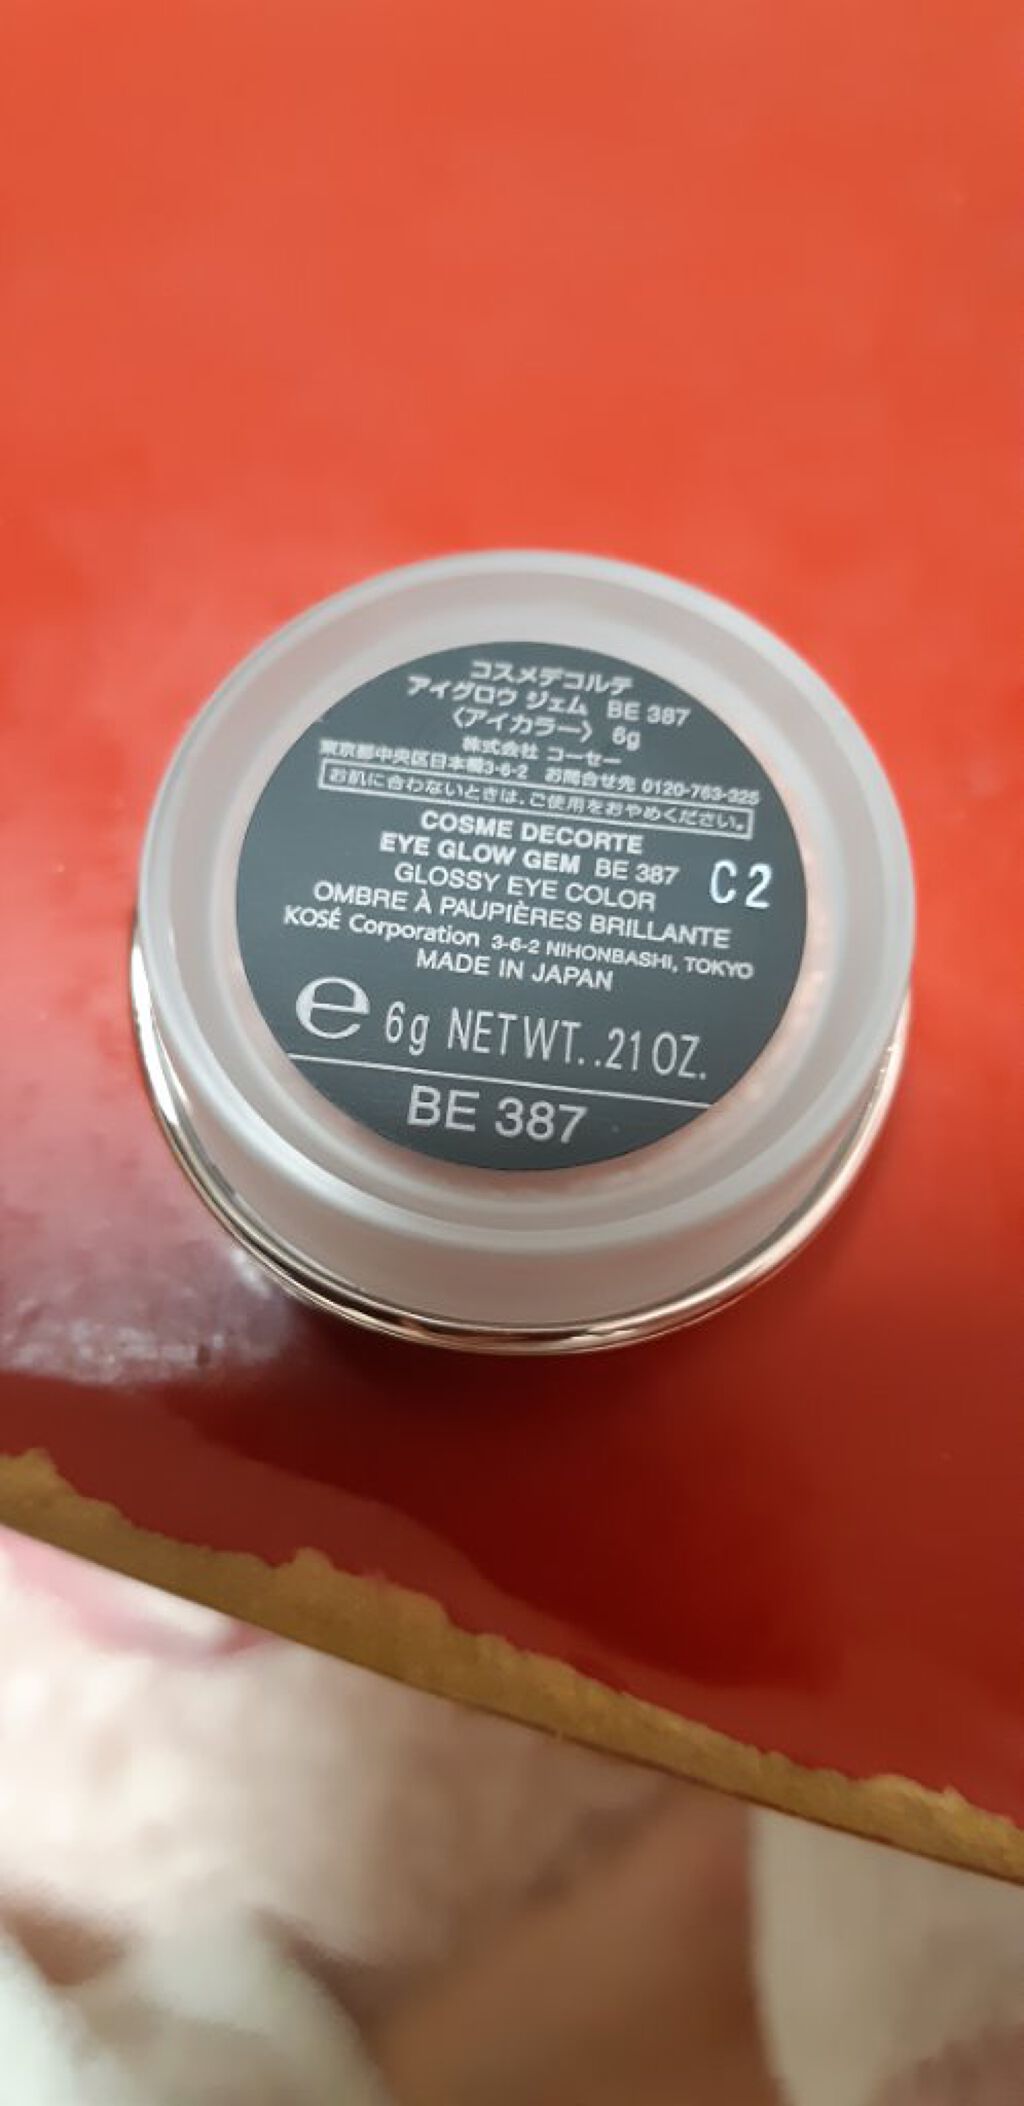 コスメデコルテ
アイグロウ ジェム BE 387
〈アイカラー〉 6g
株式会社 コーセー
東京都中央区日本橋3-6-2 お問合せ先 0120-763-325
お肌に合わないときは、ご使用をおやめください。
COSME DECORTE
EYE GLOW GEM BE 387
C2
GLOSSY EYE COLOR
OMBRE À PAUPIÈRES BRILLANTE
KOSÉ Corporation 3-6-2 NIHONBASHI, TOKYO
MADE IN JAPAN
e 6g NET WT. .21 OZ.
BE 387